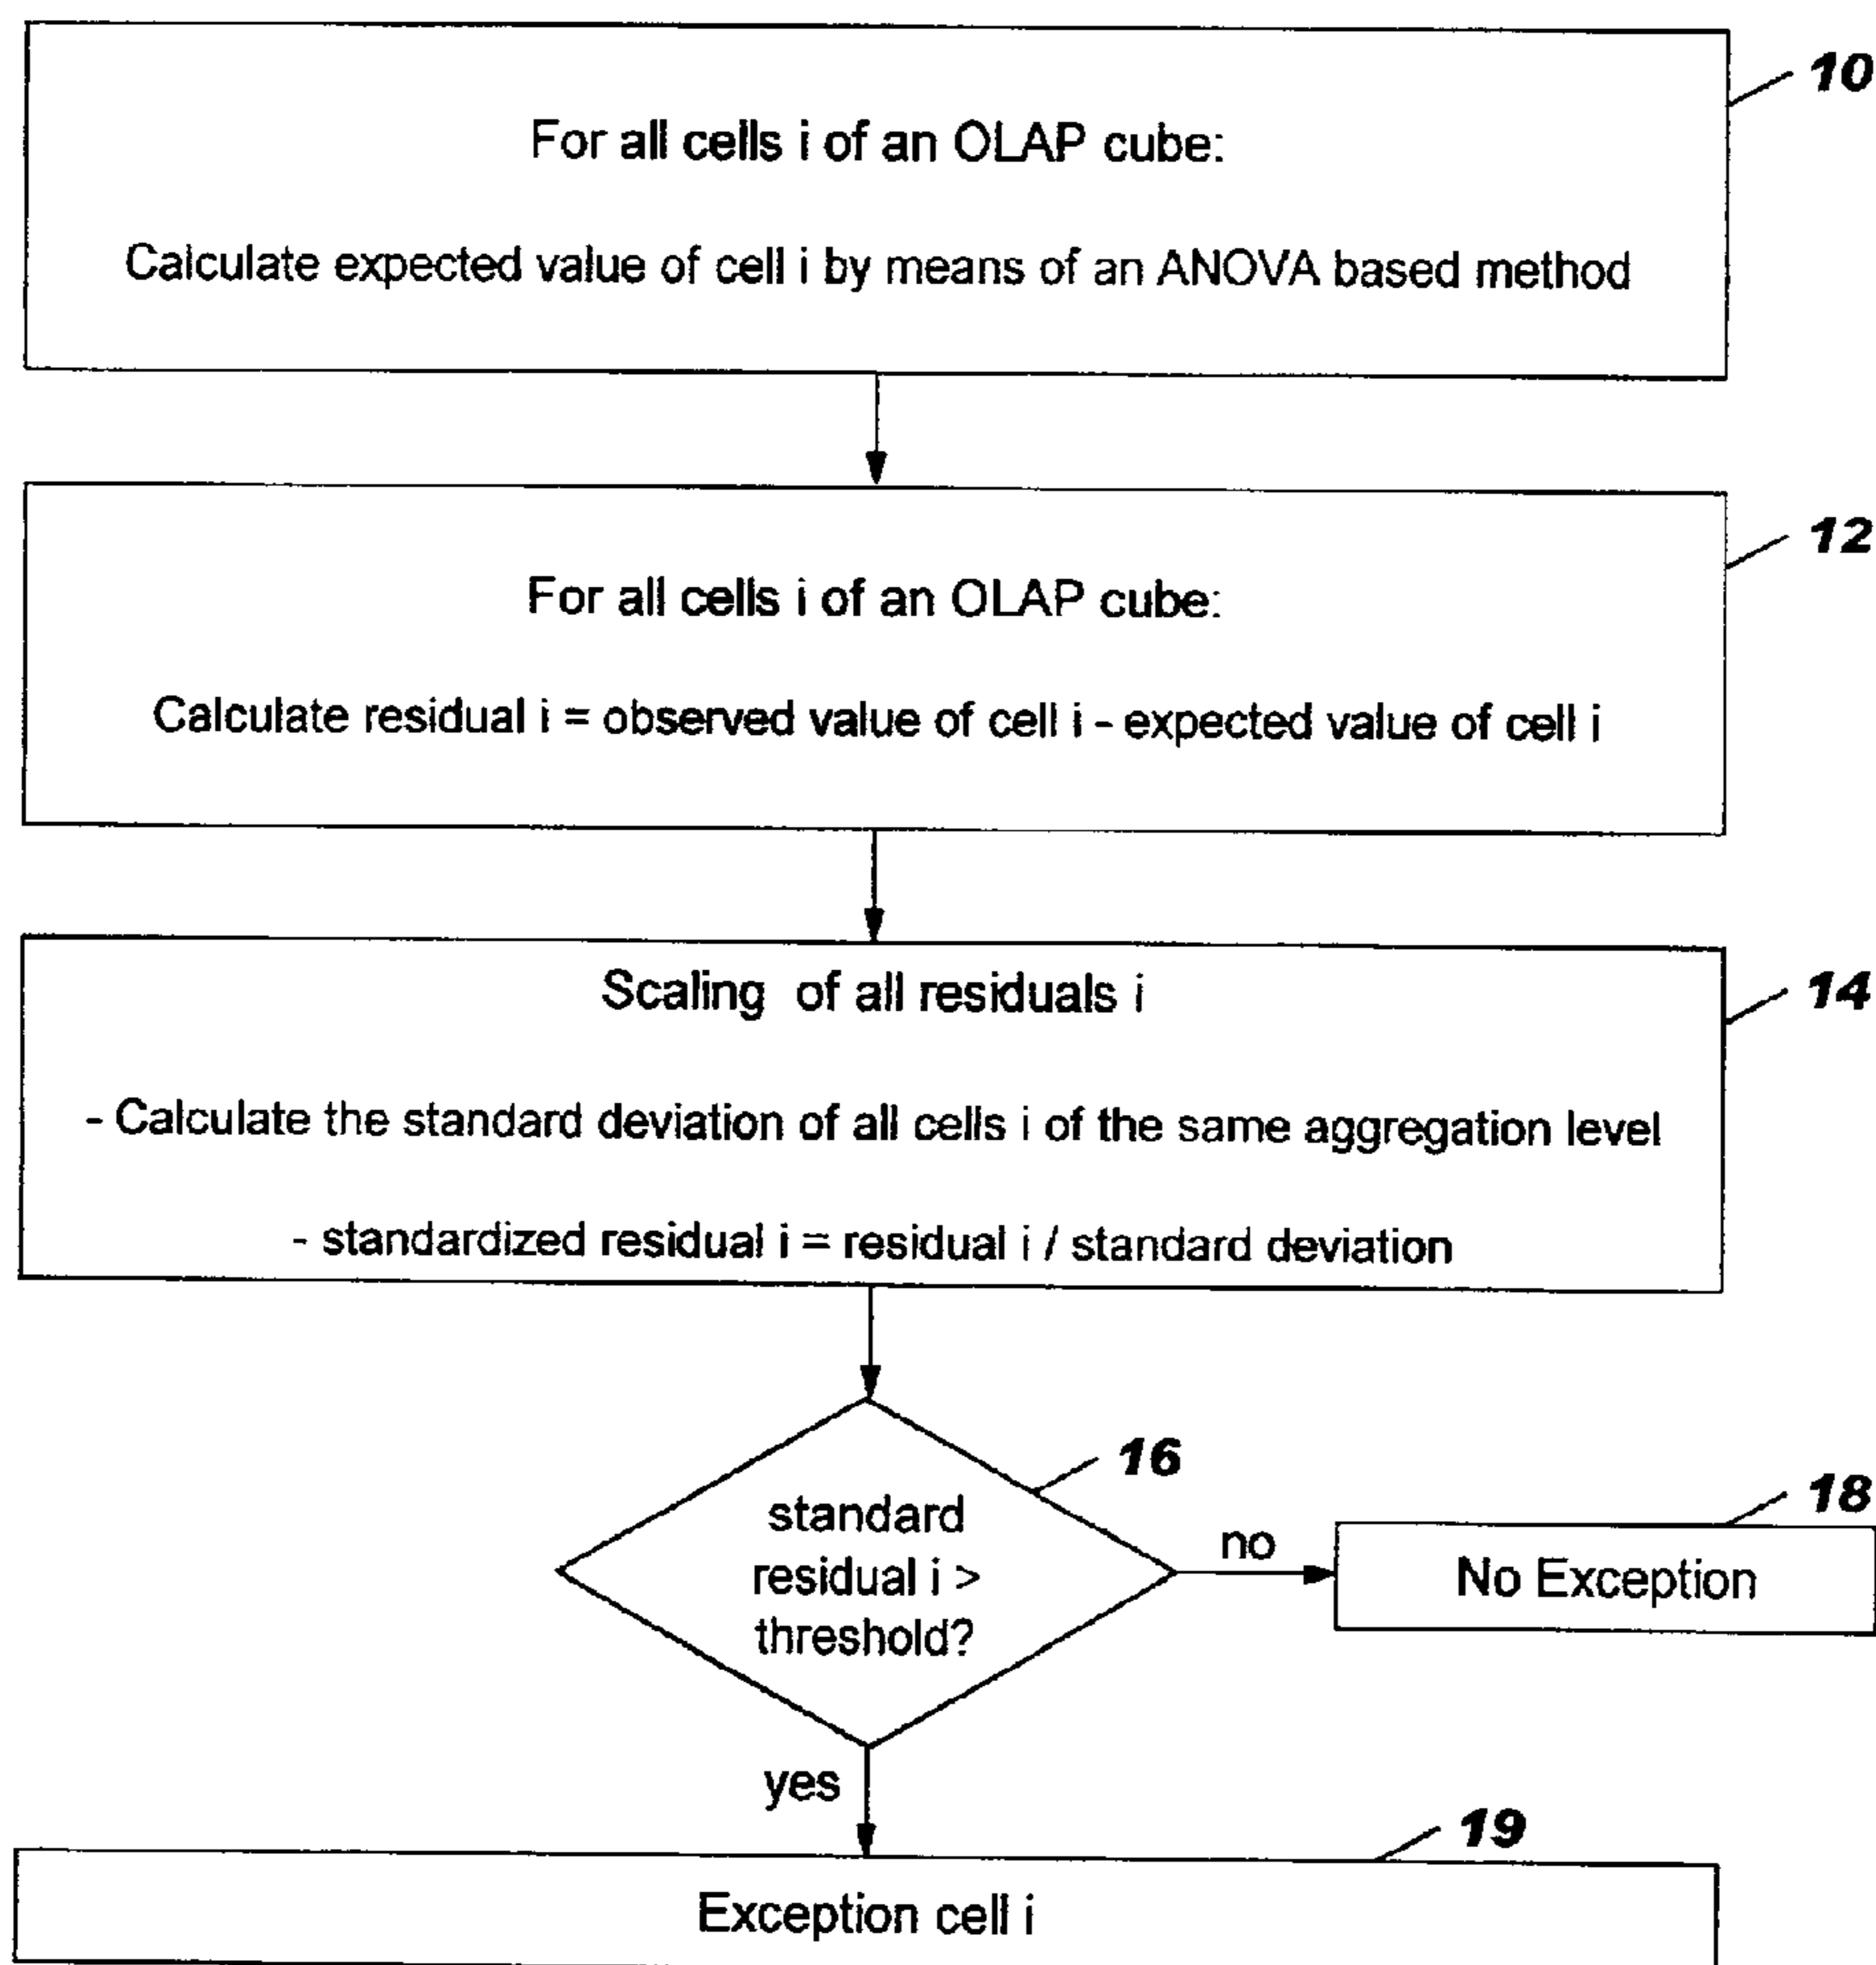 10
For all cells i of an OLAP cube:
Calculate expected value of cell i by means of an ANOVA based method
12
For all cells i of an OLAP cube:
Calculate residual i = observed value of cell i - expected value of cell i
14
Scaling of all residuals i
- Calculate the standard deviation of all cells i of the same aggregation level
- standardized residual i = residual i / standard deviation
16
standard
residual i >
threshold?
no
18
No Exception
yes
19
Exception cell i